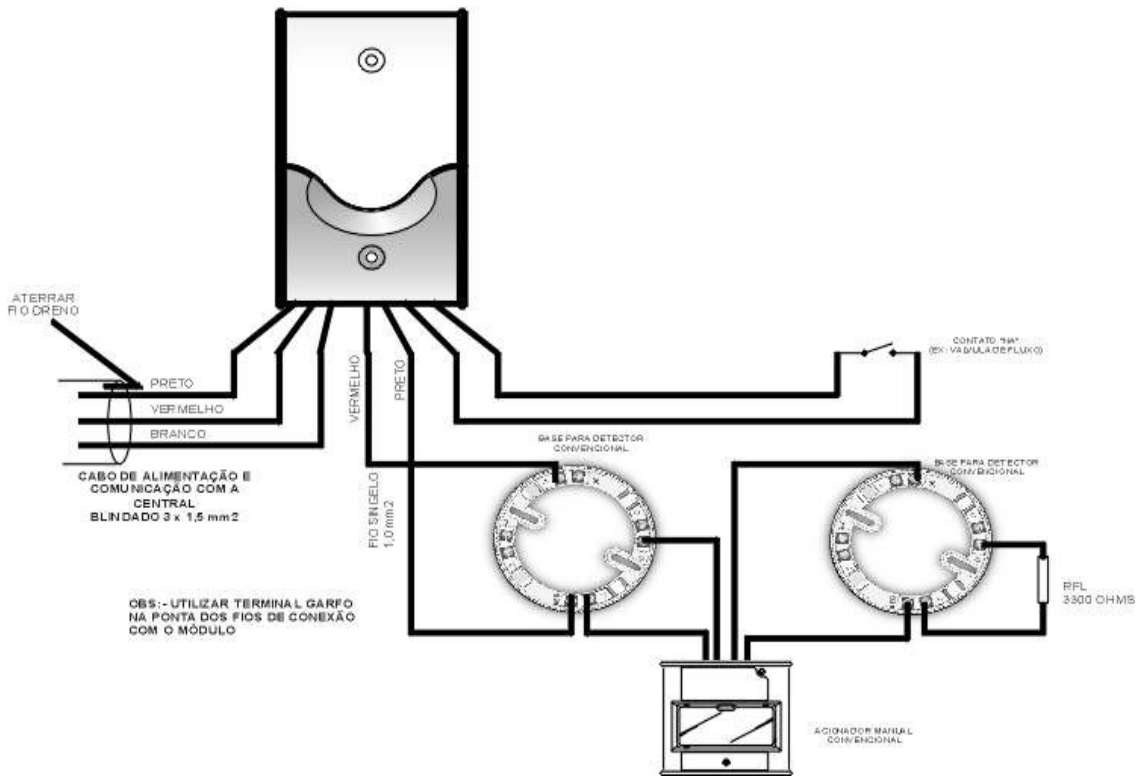 ATERRAR
FIO DRENO
PRETO
VERMELHO
BRANCO
CABO DE ALIMENTAÇÃO E
COMUNICAÇÃO COM A
CENTRAL
BLINDADO 3 x 1,5 mm2
VERMELHO
PRETO
FIO SINGELO
1,0 mm2
CONTATO "NA"
(EX: VALVULA DE FLUXO)
BASE PARA DETECTOR
CONVENCIONAL
BASE PARA DETECTOR
CONVENCIONAL
RFL
3300 OHMS
OBS:- UTILIZAR TERMINAL GARFO
NA PONTA DOS FIOS DE CONEXÃO
COM O MÓDULO
ACIONADOR MANUAL
CONVENCIONAL